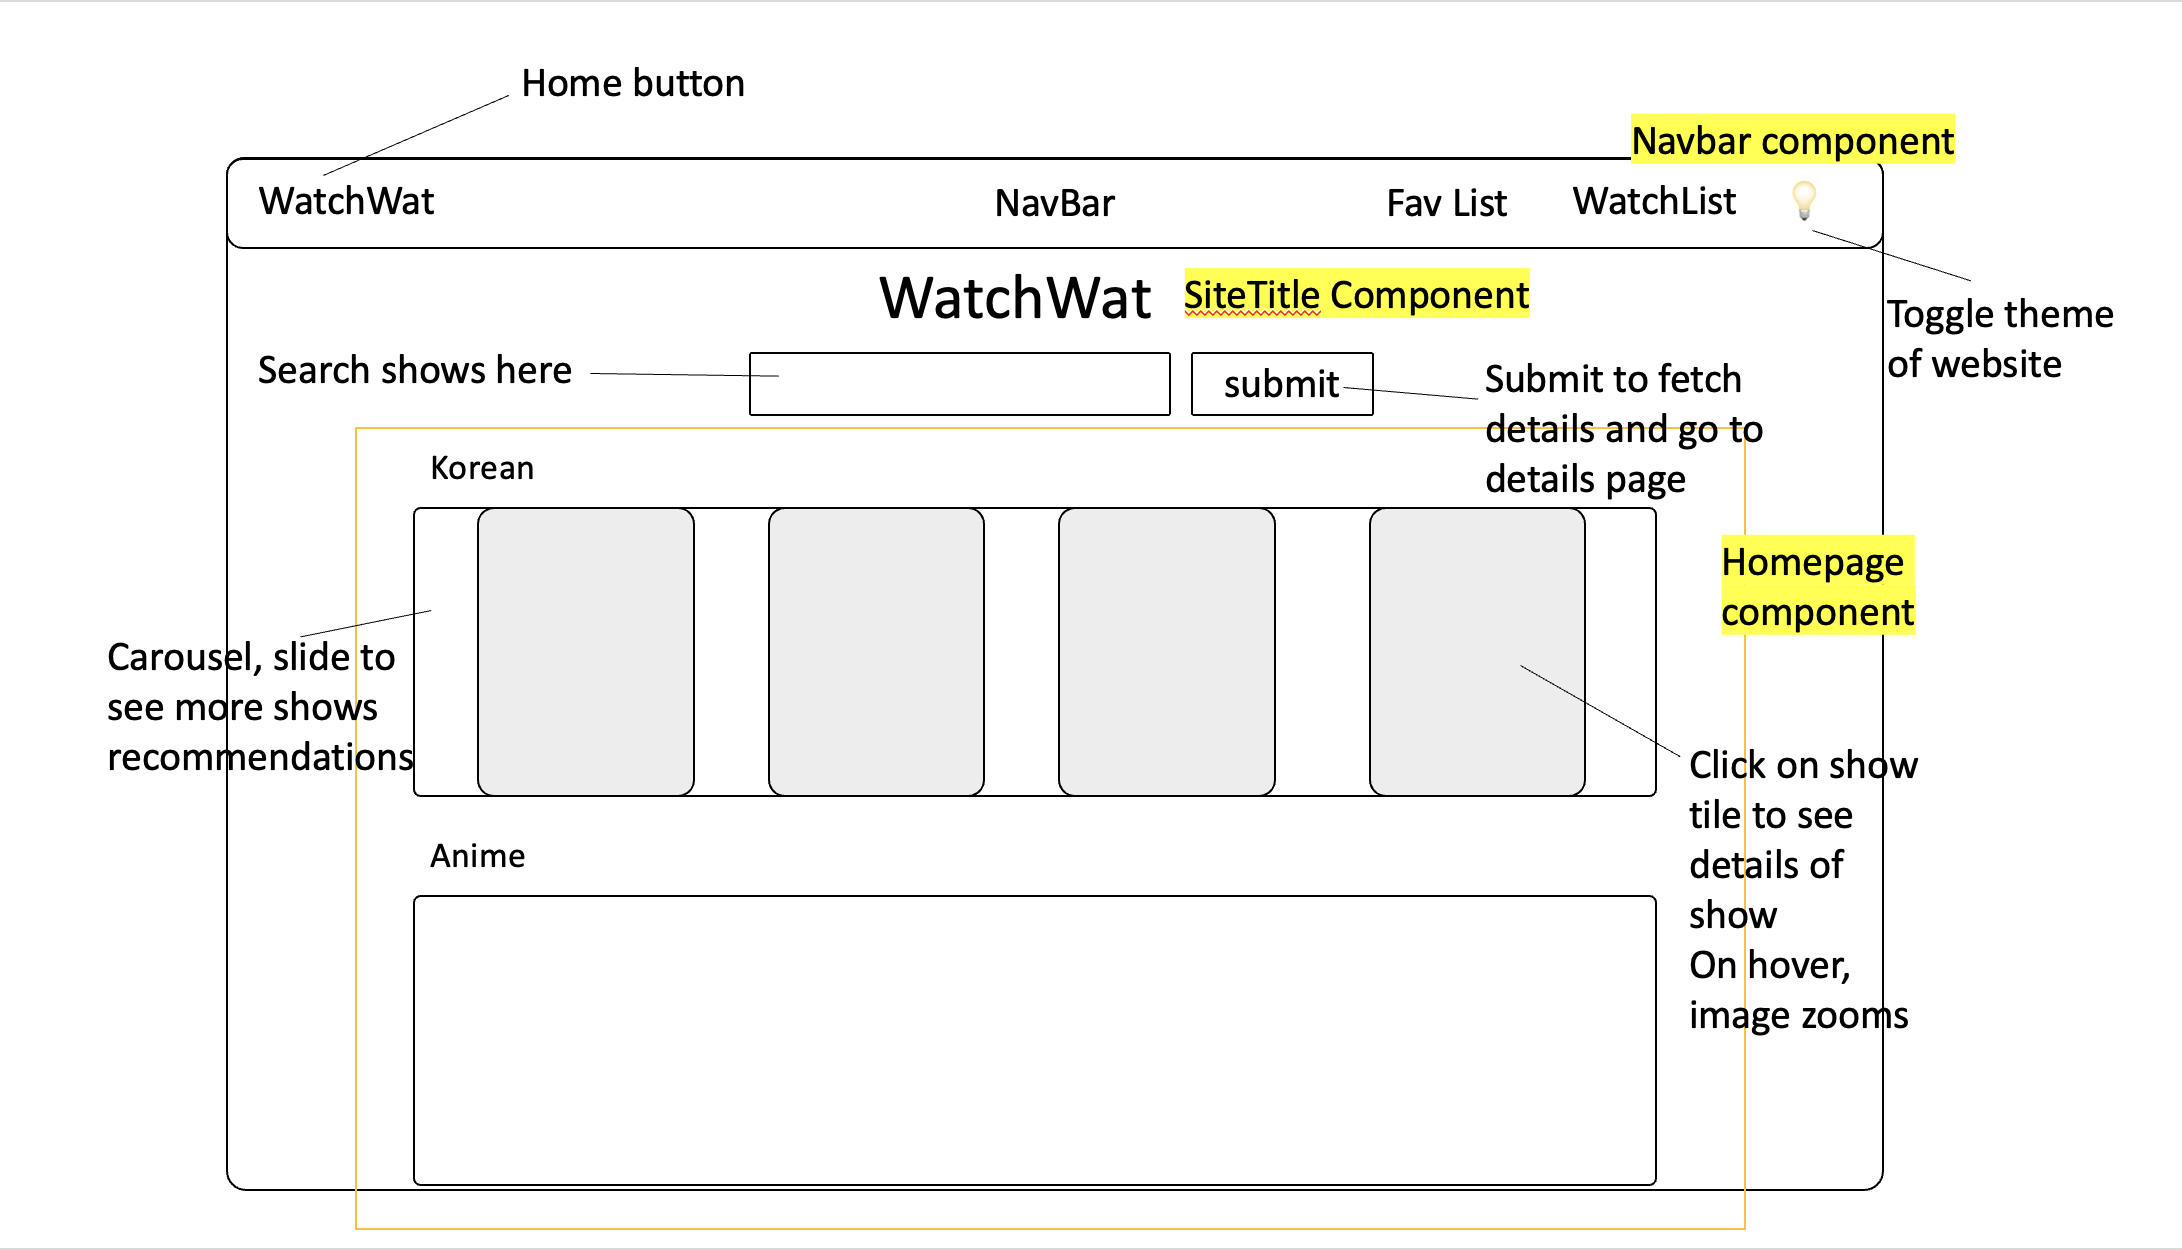 Home button
Navbar component
WatchWat
NavBar
Fav List
WatchList
WatchWat
SiteTitle Component
Toggle theme
of website
Search shows here
submit
Submit to fetch
details and go to
details page
Korean
Homepage
component
Carousel, slide to
see more shows
recommendations
Click on show
tile to see
details of
show
On hover,
image zooms
Anime